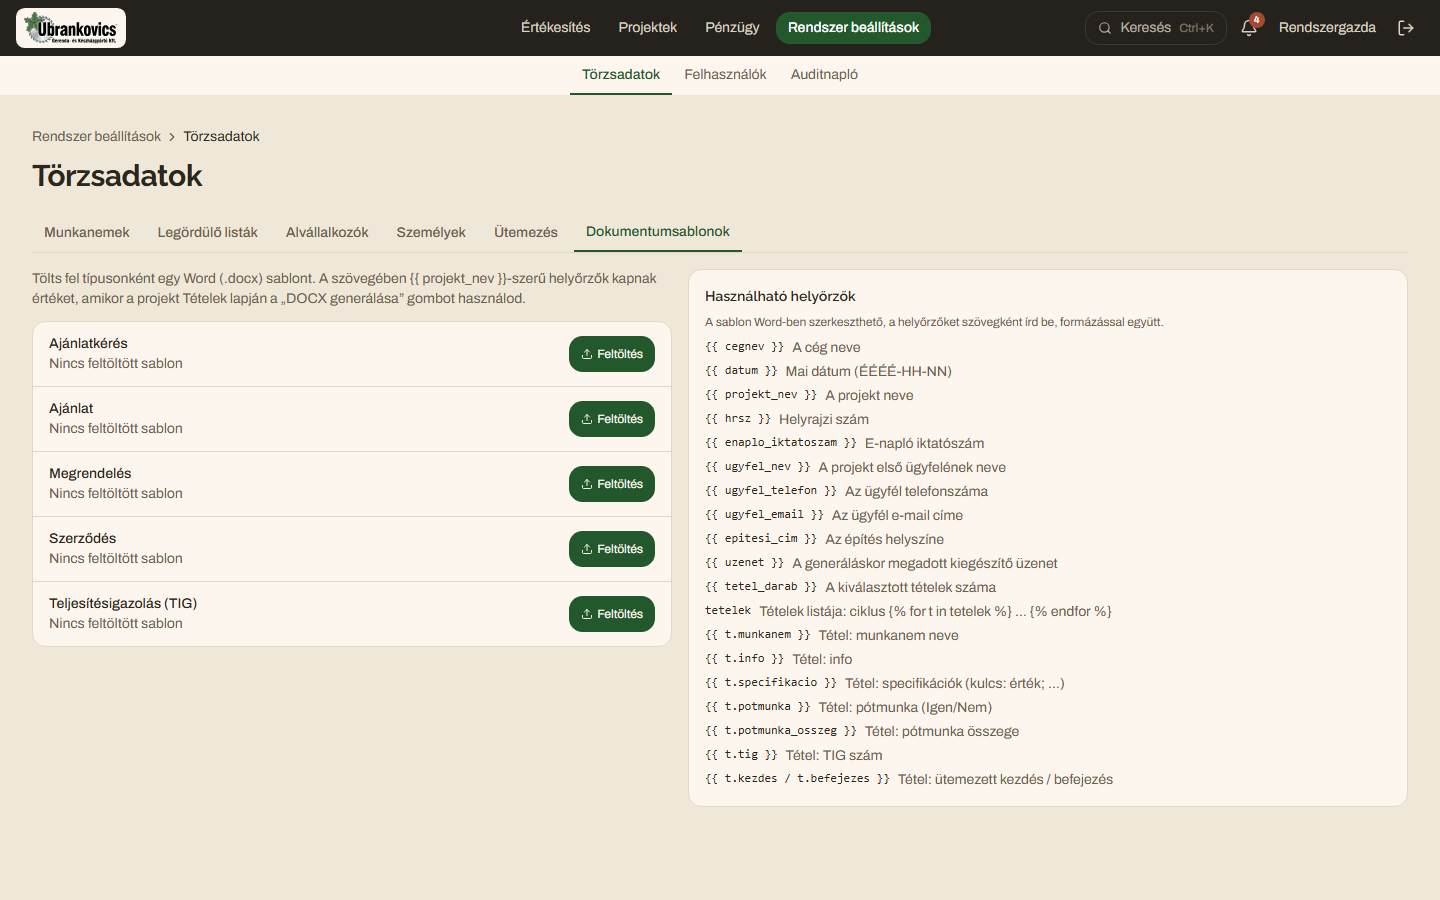 Ubrankovics
Értékesítés
Projektek
Pénzügy
Rendszer beállítások
Keresés Ctrl+K
4
Rendszergazda
Törzsadatok
Felhasználók
Auditnapló
Rendszer beállítások > Törzsadatok
Törzsadatok
Munkanemek
Legördülő listák
Alvállalkozók
Személyek
Ütemezés
Dokumentumsablonok
Tölts fel típusonként egy Word (.docx) sablont. A szövegében {{ projekt_nev }}-szerű helyőrzők kapnak
értéket, amikor a projekt Tételek lapján a „DOCX generálása” gombot használod.
Ajánlatkérés
Nincs feltöltött sablon
Feltöltés
Ajánlat
Nincs feltöltött sablon
Feltöltés
Megrendelés
Nincs feltöltött sablon
Feltöltés
Szerződés
Nincs feltöltött sablon
Feltöltés
Teljesítésigazolás (TIG)
Nincs feltöltött sablon
Feltöltés
Használható helyőrzők
A sablon Word-ben szerkeszthető, a helyőrzőket szövegként írd be, formázással együtt.
{{ cegnev }} A cég neve
{{ datum }} Mai dátum (ÉÉÉÉ-HH-NN)
{{ projekt_nev }} A projekt neve
{{ hrsz }} Helyrajzi szám
{{ enaplo_iktatoszam }} E-napló iktatószám
{{ ugyfel_nev }} A projekt első ügyfelének neve
{{ ugyfel_telefon }} Az ügyfél telefonszáma
{{ ugyfel_email }} Az ügyfél e-mail címe
{{ epitesi_cim }} Az építés helyszíne
{{ uzenet }} A generáláskor megadott kiegészítő üzenet
{{ tetel_darab }} A kiválasztott tételek száma
tetelek Tételek listája: ciklus {% for t in tetelek %} ... {% endfor %}
{{ t.munkanem }} Tétel: munkanem neve
{{ t.info }} Tétel: info
{{ t.specifikacio }} Tétel: specifikációk (kulcs: érték; ...)
{{ t.potmunka }} Tétel: pótmunka (Igen/Nem)
{{ t.potmunka_osszeg }} Tétel: pótmunka összege
{{ t.tig }} Tétel: TIG szám
{{ t.kezdes / t.befejezes }} Tétel: ütemezett kezdés / befejezés